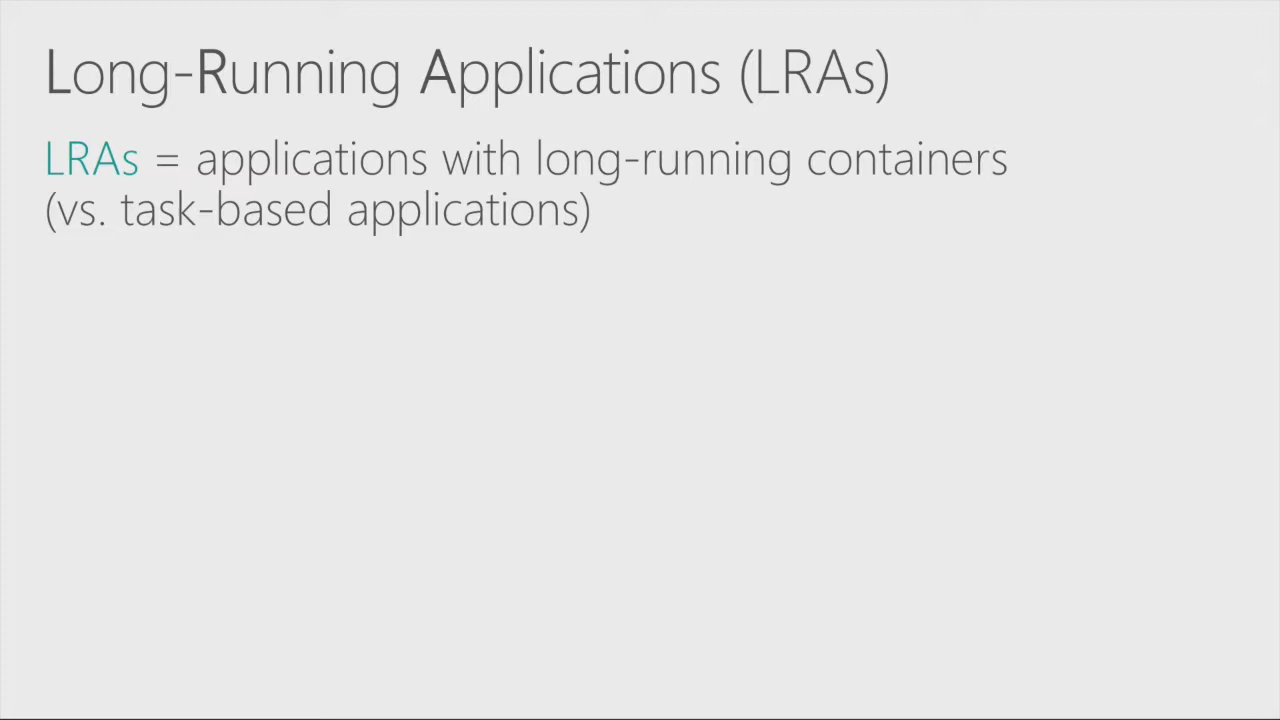 Long-Running Applications (LRAs)
LRAs = applications with long-running containers
(vs. task-based applications)